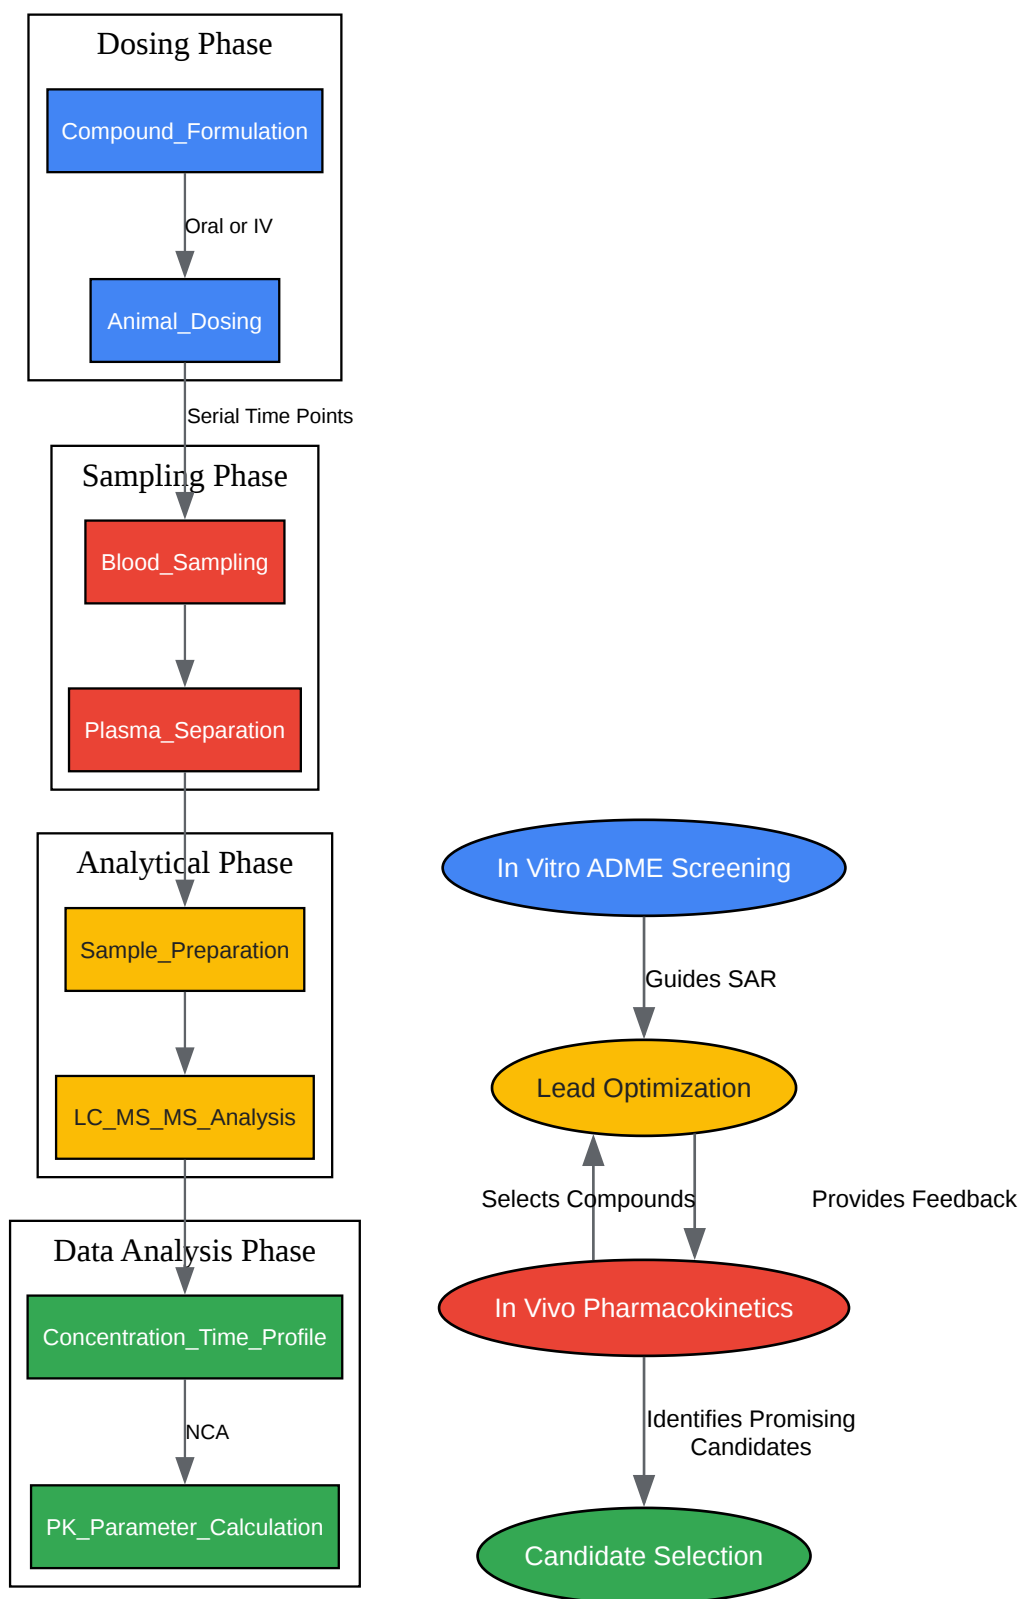 Dosing Phase
Compound_Formulation
Oral or IV
Animal_Dosing
Serial Time Points
Sampling Phase
Blood_Sampling
Plasma_Separation
Analytical Phase
Sample_Preparation
LC_MS_MS_Analysis
Data Analysis Phase
Concentration_Time_Profile
NCA
PK_Parameter_Calculation
In Vitro ADME Screening
Guides SAR
Lead Optimization
Selects Compounds
Provides Feedback
In Vivo Pharmacokinetics
Identifies Promising
Candidates
Candidate Selection